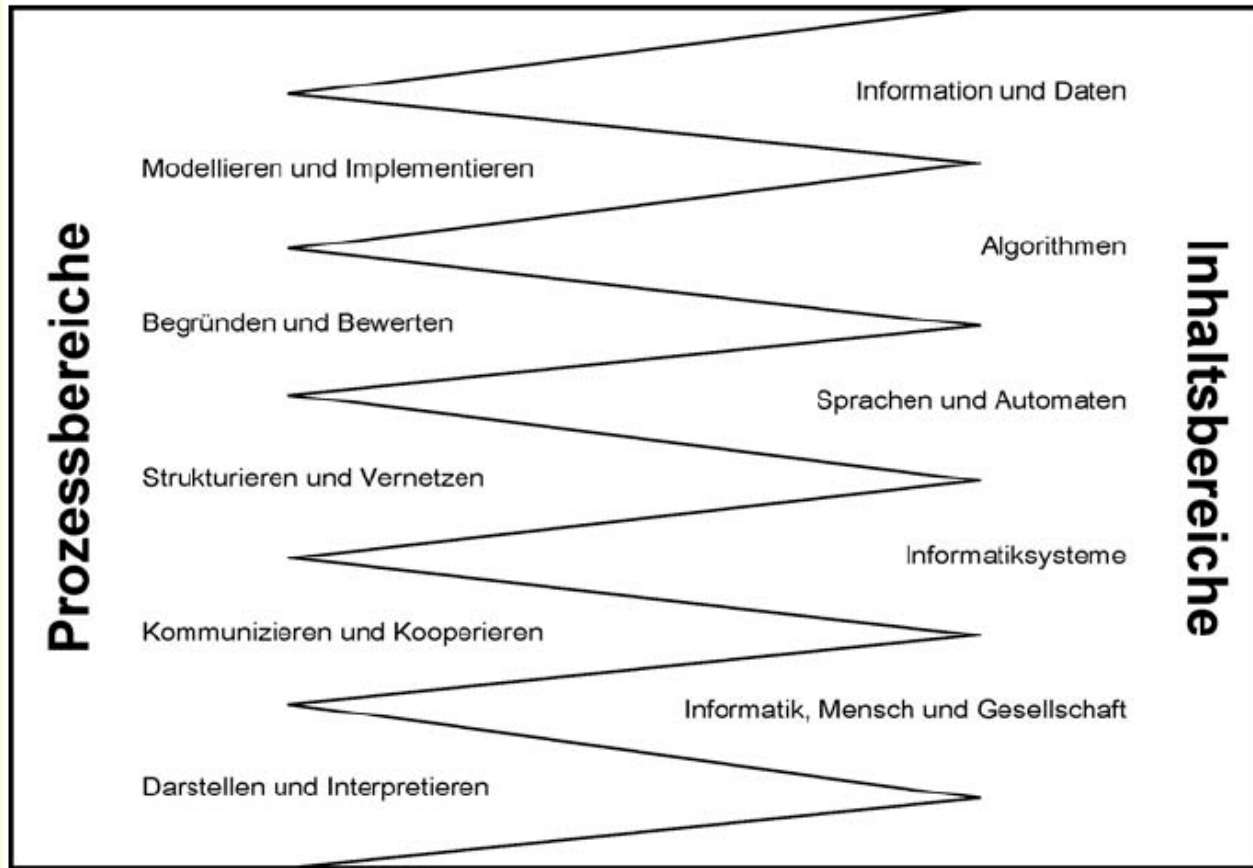 Prozessbereiche
Modellieren und Implementieren
Begründen und Bewerten
Strukturieren und Vernetzen
Kommunizieren und Kooperieren
Darstellen und Interpretieren
Information und Daten
Algorithmen
Sprachen und Automaten
Informatiksysteme
Informatik, Mensch und Gesellschaft
Inhaltsbereiche